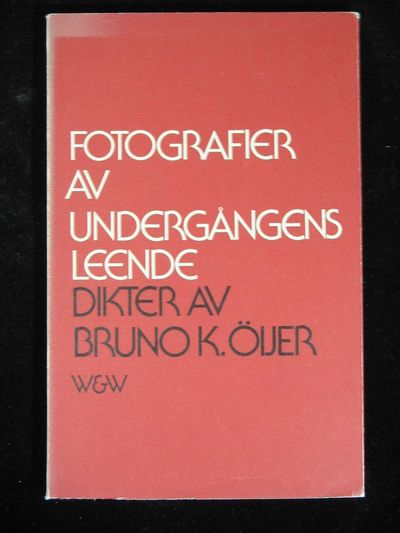 FOTOGRAFIER
AV
UNDERGÅNGENS
LEENDE
DIKTER AV
BRUNO K. ÖIJER
W&W